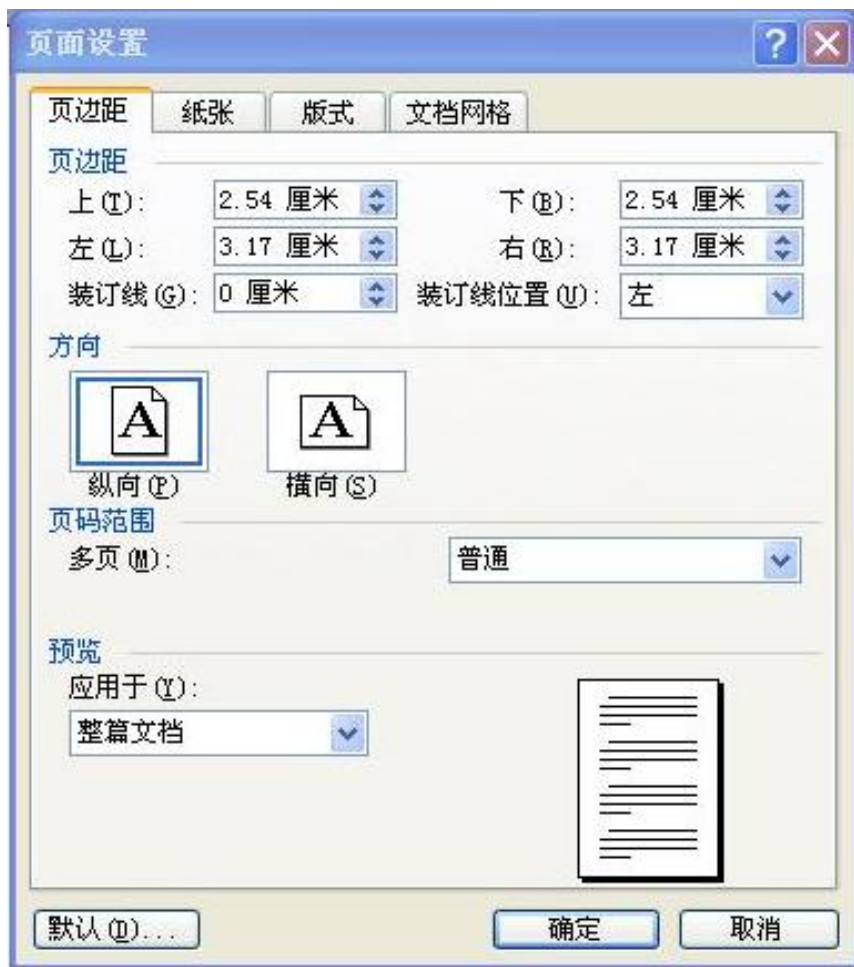 页面设置
页边距 纸张 版式 文档网格
页边距
上(T): 2.54 厘米 下(B): 2.54 厘米
左(L): 3.17 厘米 右(R): 3.17 厘米
装订线(G): 0 厘米 装订线位置(U): 左
方向
A A
纵向(P) 横向(S)
页码范围
多页(M): 普通
预览
应用于(Y):
整篇文档
默认(D)... 确定 取消